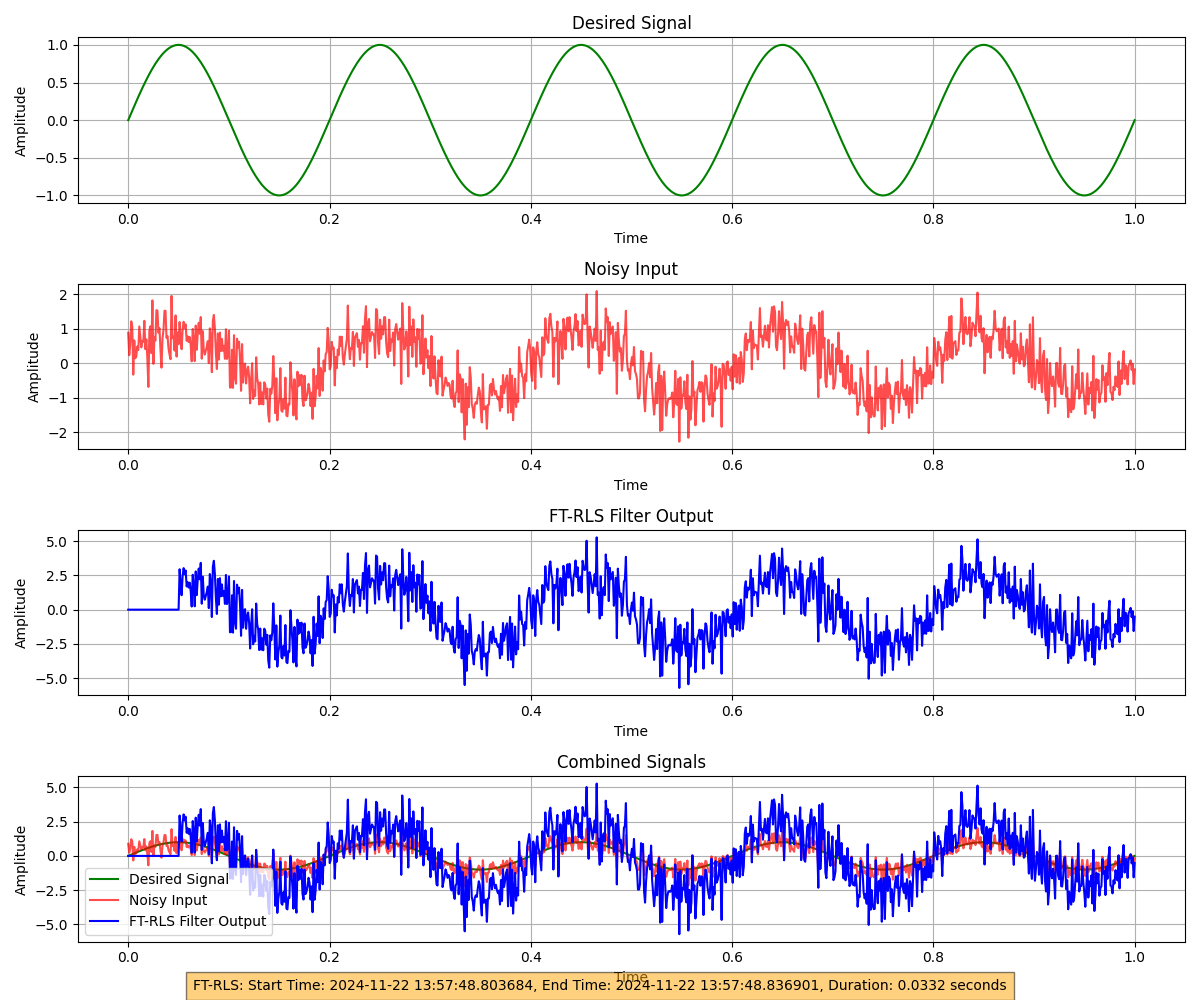 Desired Signal
1.0
0.5
0.0
−0.5
−1.0
Amplitude
0.0 0.2 0.4 0.6 0.8 1.0
Time
Noisy Input
2
1
0
−1
−2
Amplitude
0.0 0.2 0.4 0.6 0.8 1.0
Time
FT-RLS Filter Output
5.0
2.5
0.0
−2.5
−5.0
Amplitude
0.0 0.2 0.4 0.6 0.8 1.0
Time
Combined Signals
5.0
2.5
0.0
−2.5
−5.0
Amplitude
Desired Signal
Noisy Input
FT-RLS Filter Output
0.0 0.2 0.4 0.6 0.8 1.0
Time
FT-RLS: Start Time: 2024-11-22 13:57:48.803684, End Time: 2024-11-22 13:57:48.836901, Duration: 0.0332 seconds